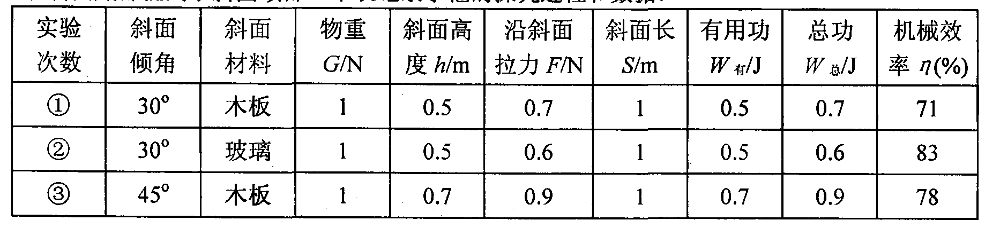 实验次数 斜面倾角 斜面材料 物重G/N 斜面高度 h/m 沿斜面拉力 F/N 斜面长S/m 有用功W有/J 总功W总/J 机械效率 η(%)
① 30° 木板 1 0.5 0.7 1 0.5 0.7 71
② 30° 玻璃 1 0.5 0.6 1 0.5 0.6 83
③ 45° 木板 1 0.7 0.9 1 0.7 0.9 78